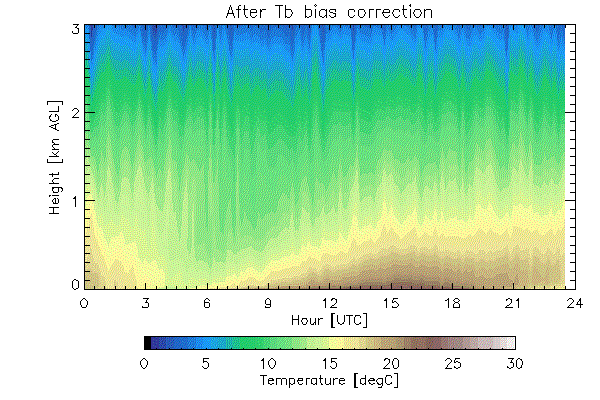 After Tb bias correction
3
2
1
0
Height [km AGL]
0 3 6 9 12 15 18 21 24
Hour [UTC]
0 5 10 15 20 25 30
Temperature [degC]